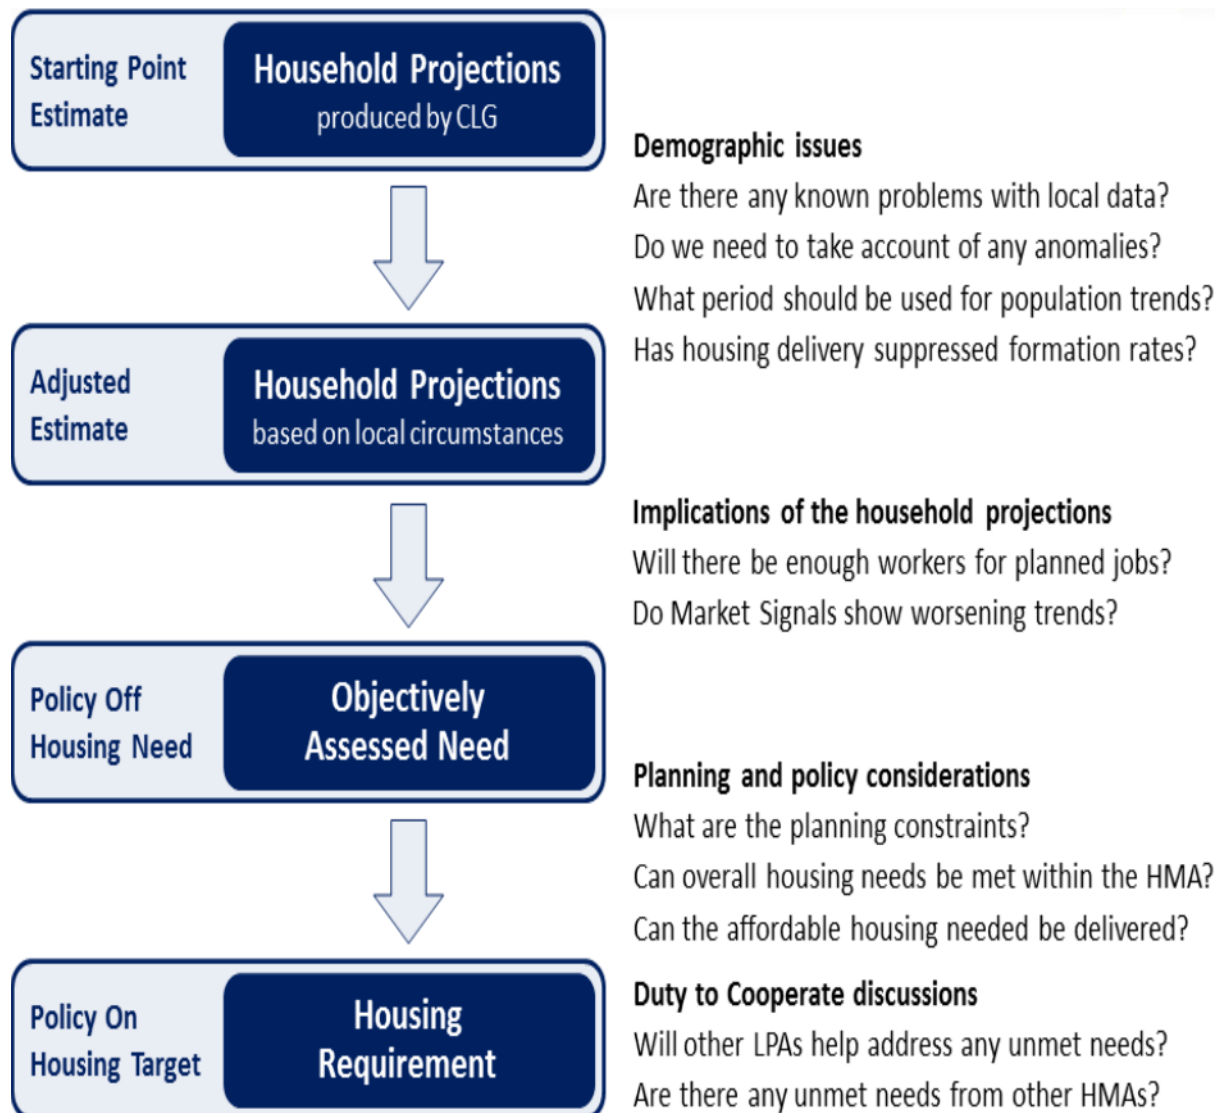 Starting Point
Estimate
Household Projections
produced by CLG
Demographic issues
Are there any known problems with local data?
Do we need to take account of any anomalies?
What period should be used for population trends?
Has housing delivery suppressed formation rates?
Adjusted
Estimate
Household Projections
based on local circumstances
Implications of the household projections
Will there be enough workers for planned jobs?
Do Market Signals show worsening trends?
Policy Off
Housing Need
Objectively
Assessed Need
Planning and policy considerations
What are the planning constraints?
Can overall housing needs be met within the HMA?
Can the affordable housing needed be delivered?
Policy On
Housing Target
Housing
Requirement
Duty to Cooperate discussions
Will other LPAs help address any unmet needs?
Are there any unmet needs from other HMAs?